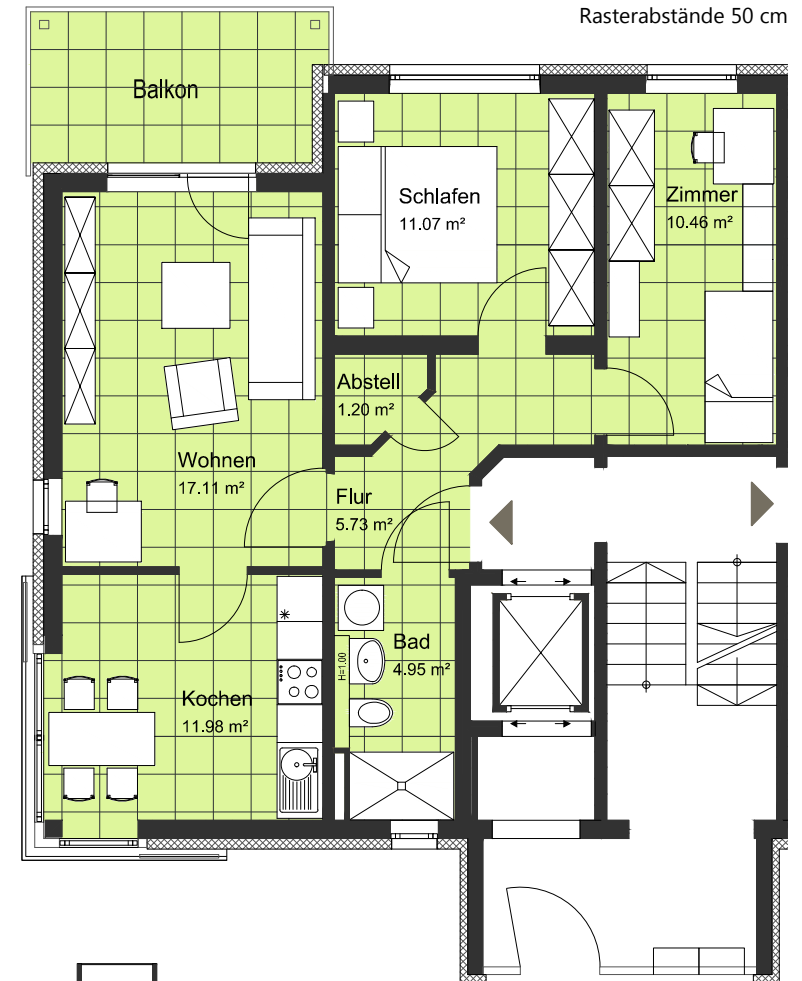 Rasterabstände 50 cm
Balkon
Schlafen
11.07 m²
Zimmer
10.46 m²
Abstell
1.20 m²
Wohnen
17.11 m²
Flur
5.73 m²
Bad
4.95 m²
H=1.00
Kochen
11.98 m²